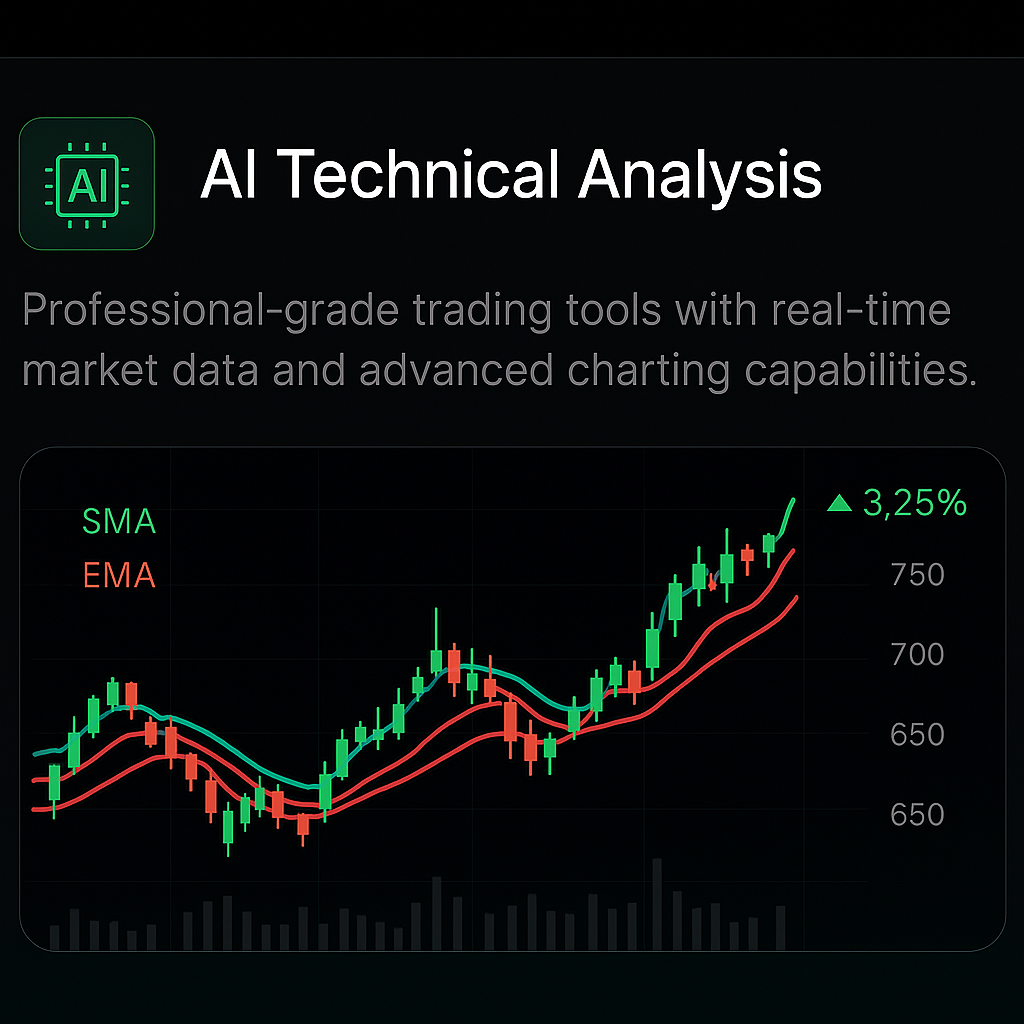 AI
AI Technical Analysis
Professional-grade trading tools with real-time
market data and advanced charting capabilities.
SMA
EMA
▲ 3,25%
750
700
650
650